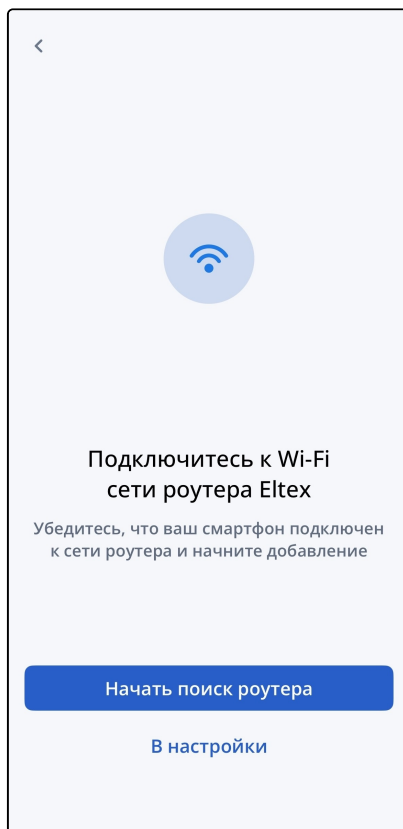 Подключитесь к Wi-Fi
сети роутера Eltex
Убедитесь, что ваш смартфон подключен
к сети роутера и начните добавление
Начать поиск роутера
В настройки